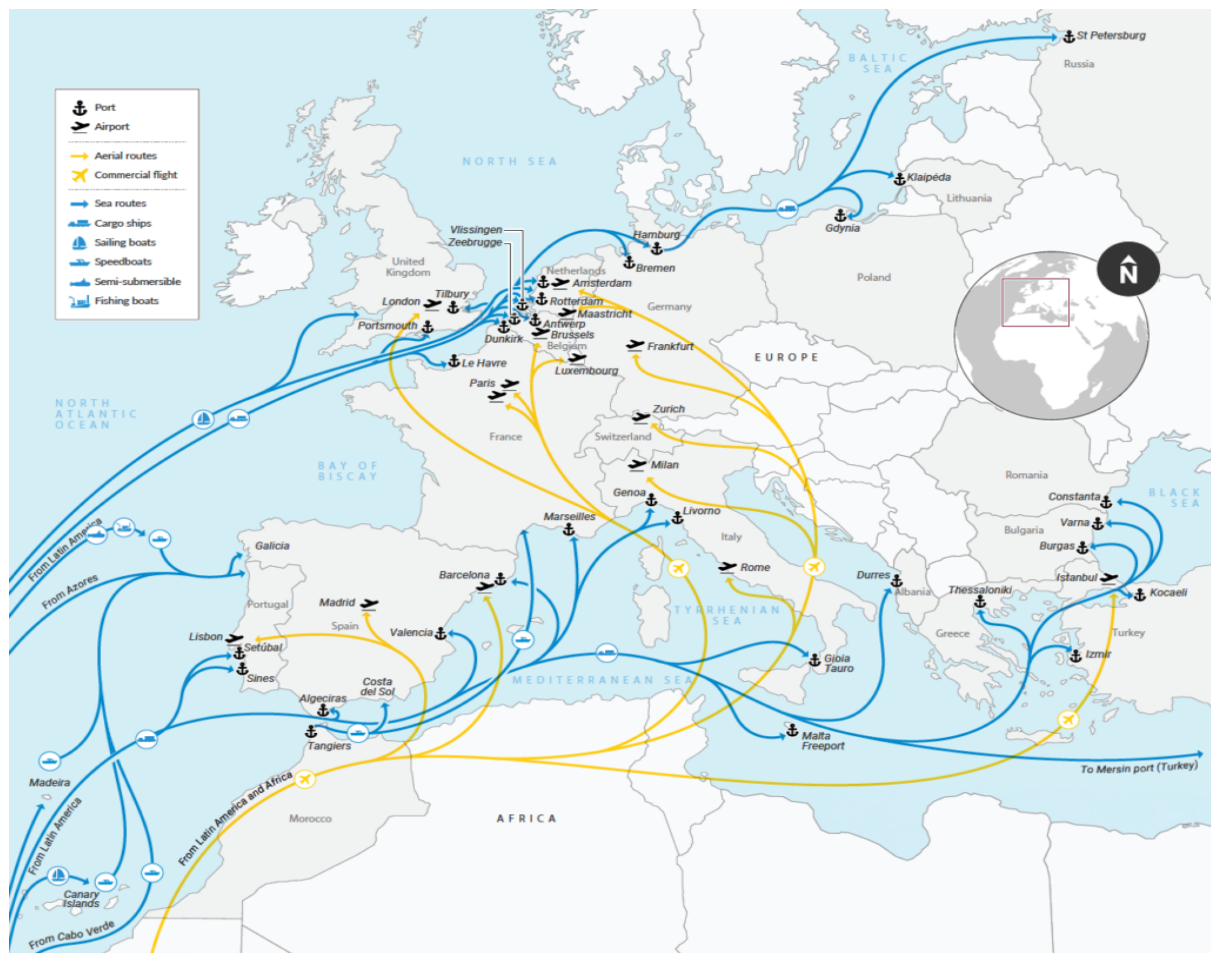 St Petersburg
Russia
BALTIC
SEA
Port
Airport
Aerial routes
Commercial flight
Sea routes
Cargo ships
Sailing boats
Speedboats
Semi-submersible
Fishing boats
NORTH SEA
Klaipėda
Lithuania
Gdynia
Vlissingen
Zeebrugge
Hamburg
Bremen
United
Kingdom
Netherlands
Amsterdam
Poland
N
London
Tilbury
Rotterdam
Germany
Maastricht
Portsmouth
Antwerp
Dunkirk
Brussels
Belgium
Frankfurt
EUROPE
Le Havre
Luxembourg
Paris
NORTH
ATLANTIC
OCEAN
Zurich
France
Switzerland
BAY OF
BISCAY
Milan
Romania
Genoa
Constanta
BLACK
SEA
Livorno
Marseilles
Varna
From Latin America
Bulgaria
Italy
Burgas
Galicia
From Azores
Barcelona
Rome
Durres
Istanbul
Albania
Thessaloniki
Kocaeli
Portugal
Madrid
Spain
TYRRHENIAN
SEA
Valencia
Greece
Turkey
Lisbon
Setúbal
Izmir
Sines
Gioia
Tauro
MEDITERRANEAN SEA
Costa
del Sol
Algeciras
Tangiers
Malta
Freeport
To Mersin port (Turkey)
Madeira
From Latin America
From Latin America and Africa
Morocco
AFRICA
Canary
Islands
From Cabo Verde